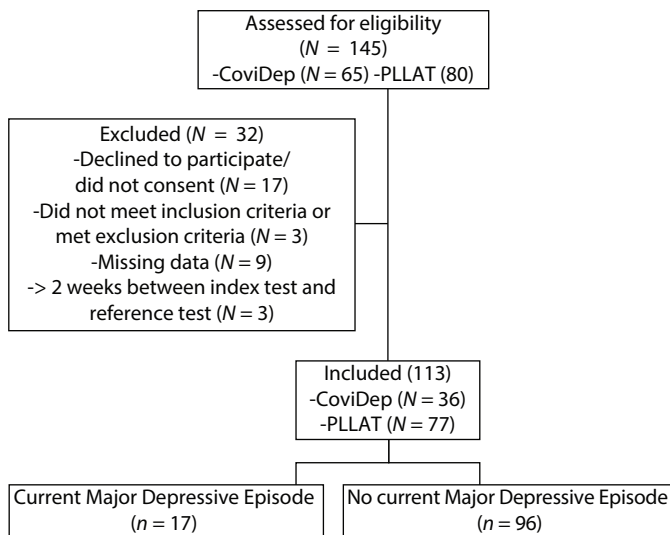 Assessed for eligibility
(N = 145)
-CoviDep (N = 65) -PLLAT (80)
Excluded (N = 32)
-Declined to participate/
did not consent (N = 17)
-Did not meet inclusion criteria or
met exclusion criteria (N = 3)
-Missing data (N = 9)
-> 2 weeks between index test and
reference test (N = 3)
Included (113)
-CoviDep (N = 36)
-PLLAT (N = 77)
Current Major Depressive Episode
(n = 17)
No current Major Depressive Episode
(n = 96)